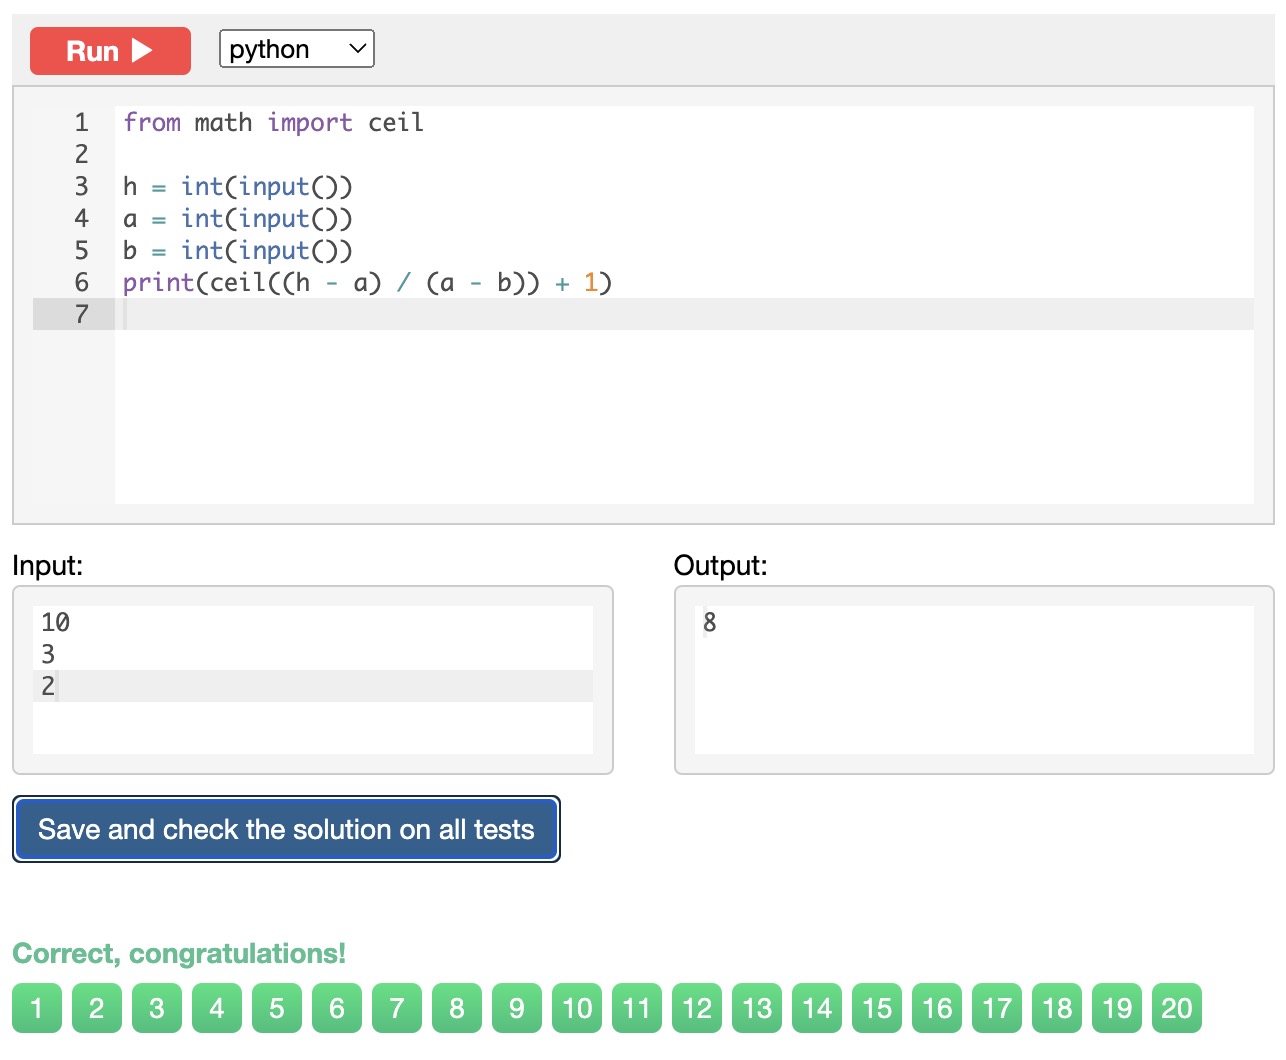 Run ▶ python
1 from math import ceil
2
3 h = int(input())
4 a = int(input())
5 b = int(input())
6 print(ceil((h - a) / (a - b)) + 1)
7
Input:
10
3
2
Output:
8
Save and check the solution on all tests
Correct, congratulations!
1 2 3 4 5 6 7 8 9 10 11 12 13 14 15 16 17 18 19 20